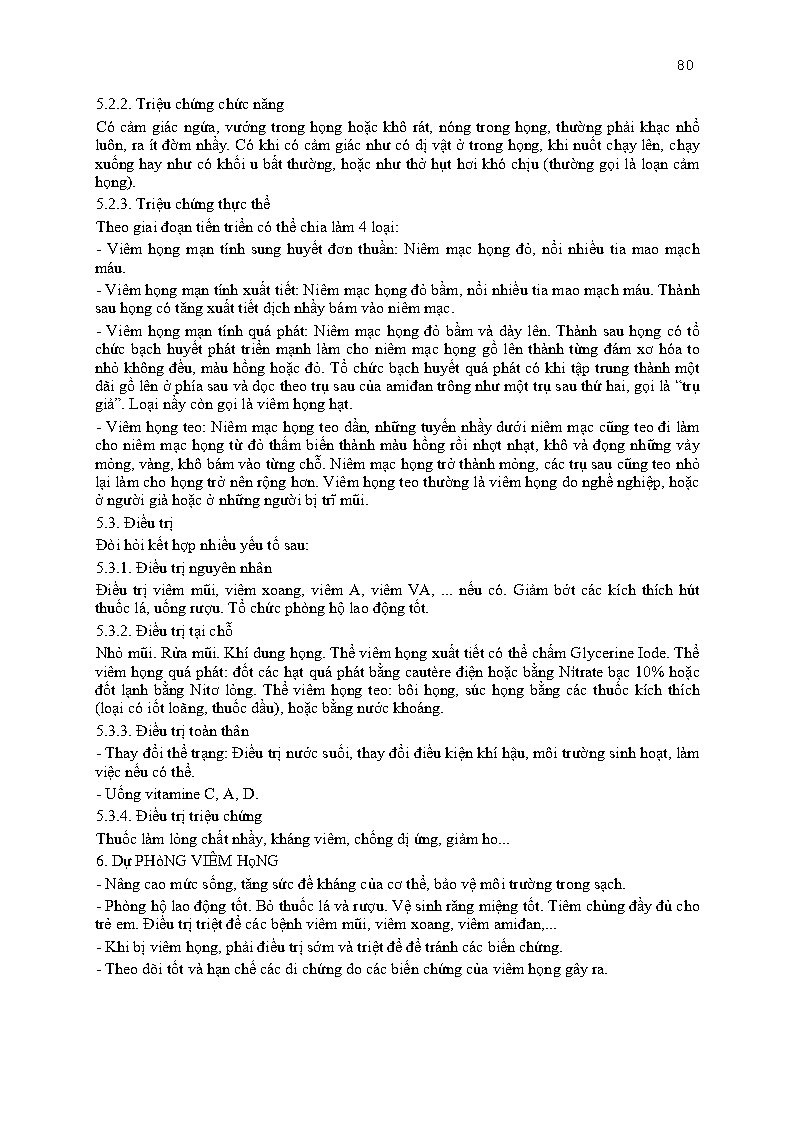 80
5.2.2. Triệu chứng chức năng
Có cảm giác ngứa, vướng trong họng hoặc khô rát, nóng trong họng, thường phải khạc nhổ
luôn, ra ít đờm nhầy. Có khi có cảm giác như có dị vật ở trong họng, khi nuốt chạy lên, chạy
xuống hay như có khối u bất thường, hoặc như thở hụt hơi khó chịu (thường gọi là loạn cảm
họng).
5.2.3. Triệu chứng thực thể
Theo giai đoạn tiến triển có thể chia làm 4 loại:
- Viêm họng mạn tính sung huyết đơn thuần: Niêm mạc họng đỏ, nổi nhiều tia mao mạch
máu.
- Viêm họng mạn tính xuất tiết: Niêm mạc họng đỏ bầm, nổi nhiều tia mao mạch máu. Thành
sau họng có tăng xuất tiết dịch nhầy bám vào niêm mạc.
- Viêm họng mạn tính quá phát: Niêm mạc họng đỏ bầm và dày lên. Thành sau họng có tổ
chức bạch huyết phát triển mạnh làm cho niêm mạc họng gồ lên thành từng đám xơ hóa to
nhỏ không đều, màu hồng hoặc đỏ. Tổ chức bạch huyết quá phát có khi tập trung thành một
dãi gồ lên ở phía sau và dọc theo trụ sau của amiđan trông như một trụ sau thứ hai, gọi là “trụ
giả”. Loại nầy còn gọi là viêm họng hạt.
- Viêm họng teo: Niêm mạc họng teo dần, những tuyến nhầy dưới niêm mạc cũng teo đi làm
cho niêm mạc họng từ đỏ thẫm biến thành màu hồng rồi nhợt nhạt, khô và đọng những vảy
mỏng, vàng, khô bám vào từng chỗ. Niêm mạc họng trở thành mỏng, các trụ sau cũng teo nhỏ
lại làm cho họng trở nên rộng hơn. Viêm họng teo thường là viêm họng do nghề nghiệp, hoặc
ở người già hoặc ở những người bị trĩ mũi.
5.3. Điều trị
Đòi hỏi kết hợp nhiều yếu tố sau:
5.3.1. Điều trị nguyên nhân
Điều trị viêm mũi, viêm xoang, viêm A, viêm VA, ... nếu có. Giảm bớt các kích thích hút
thuốc lá, uống rượu. Tổ chức phòng hộ lao động tốt.
5.3.2. Điều trị tại chỗ
Nhỏ mũi. Rửa mũi. Khí dung họng. Thể viêm họng xuất tiết có thể chấm Glycerine Iode. Thể
viêm họng quá phát: đốt các hạt quá phát bằng cautère điện hoặc bằng Nitrate bạc 10% hoặc
đốt lạnh bằng Nitơ lỏng. Thể viêm họng teo: bôi họng, súc họng bằng các thuốc kích thích
(loại có iốt loãng, thuốc dầu), hoặc bằng nước khoáng.
5.3.3. Điều trị toàn thân
- Thay đổi thể trạng: Điều trị nước suối, thay đổi điều kiện khí hậu, môi trường sinh hoạt, làm
việc nếu có thể.
- Uống vitamine C, A, D.
5.3.4. Điều trị triệu chứng
Thuốc làm lỏng chất nhầy, kháng viêm, chống dị ứng, giảm ho...
6. Dự PHòNG VIÊM HọNG
- Nâng cao mức sống, tăng sức đề kháng của cơ thể, bảo vệ môi trường trong sạch.
- Phòng hộ lao động tốt. Bỏ thuốc lá và rượu. Vệ sinh răng miệng tốt. Tiêm chủng đầy đủ cho
trẻ em. Điều trị triệt để các bệnh viêm mũi, viêm xoang, viêm amiđan,...
- Khi bị viêm họng, phải điều trị sớm và triệt để để tránh các biến chứng.
- Theo dõi tốt và hạn chế các di chứng do các biến chứng của viêm họng gây ra.